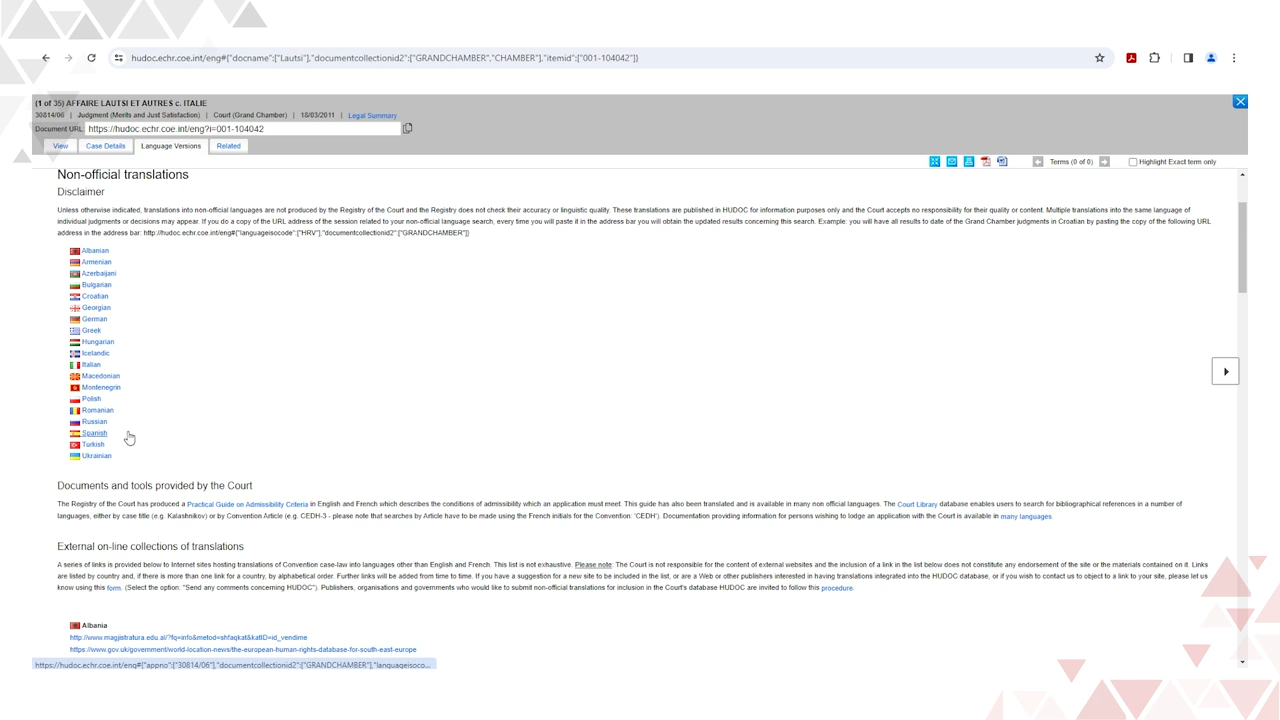 hudoc.echr.coe.int/eng#{"docname":["Lautsi"],"documentcollectionid2":["GRANDCHAMBER","CHAMBER"],"itemid":["001-104042"]}
(1 of 35) AFFAIRE LAUTSI ET AUTRES c. ITALIE
30814/06 | Judgment (Merits and Just Satisfaction) | Court (Grand Chamber) | 18/03/2011 | Legal Summary
Document URL: https://hudoc.echr.coe.int/eng?i=001-104042
View Case Details Language Versions Related
Terms (0 of 0) Highlight Exact term only
Non-official translations
Disclaimer
Unless otherwise indicated, translations into non-official languages are not produced by the Registry of the Court and the Registry does not check their accuracy or linguistic quality. These translations are published in HUDOC for information purposes only and the Court accepts no responsibility for their quality or content. Multiple translations into the same language of
individual judgments or decisions may appear. If you do a copy of the URL address of the session related to your non-official language search, every time you will paste it in the address bar you will obtain the updated results concerning this search. Example: you will have all results to date of the Grand Chamber judgments in Croatian by pasting the copy of the following URL
address in the address bar: http://hudoc.echr.coe.int/eng#{"languageisocode":["HRV"],"documentcollectionid2":["GRANDCHAMBER"]}
Albanian
Armenian
Azerbaijani
Bulgarian
Croatian
Georgian
German
Greek
Hungarian
Icelandic
Italian
Macedonian
Montenegrin
Polish
Romanian
Russian
Spanish
Turkish
Ukrainian
Documents and tools provided by the Court
The Registry of the Court has produced a Practical Guide on Admissibility Criteria in English and French which describes the conditions of admissibility which an application must meet. This guide has also been translated and is available in many non official languages. The Court Library database enables users to search for bibliographical references in a number of
languages, either by case title (e.g. Kalashnikov) or by Convention Article (e.g. CEDH-3 - please note that searches by Article have to be made using the French initials for the Convention: 'CEDH'). Documentation providing information for persons wishing to lodge an application with the Court is available in many languages.
External on-line collections of translations
A series of links is provided below to Internet sites hosting translations of Convention case-law into languages other than English and French. This list is not exhaustive. Please note: The Court is not responsible for the content of external websites and the inclusion of a link in the list below does not constitute any endorsement of the site or the materials contained on it. Links
are listed by country and, if there is more than one link for a country, by alphabetical order. Further links will be added from time to time. If you have a suggestion for a new site to be included in the list, or are a Web or other publishers interested in having translations integrated into the HUDOC database, or if you wish to contact us to object to a link to your site, please let us
know using this form. (Select the option: "Send any comments concerning HUDOC"). Publishers, organisations and governments who would like to submit non-official translations for inclusion in the Court's database HUDOC are invited to follow this procedure.
Albania
http://www.magjistratura.edu.al/?fq=info&metod=shfaqkat&katID=id_vendime
https://www.gov.uk/government/world-location-news/the-european-human-rights-database-for-south-east-europe
https://hudoc.echr.coe.int/eng#{"appno":["30814/06"],"documentcollectionid2":["GRANDCHAMBER"],"languageisoco...